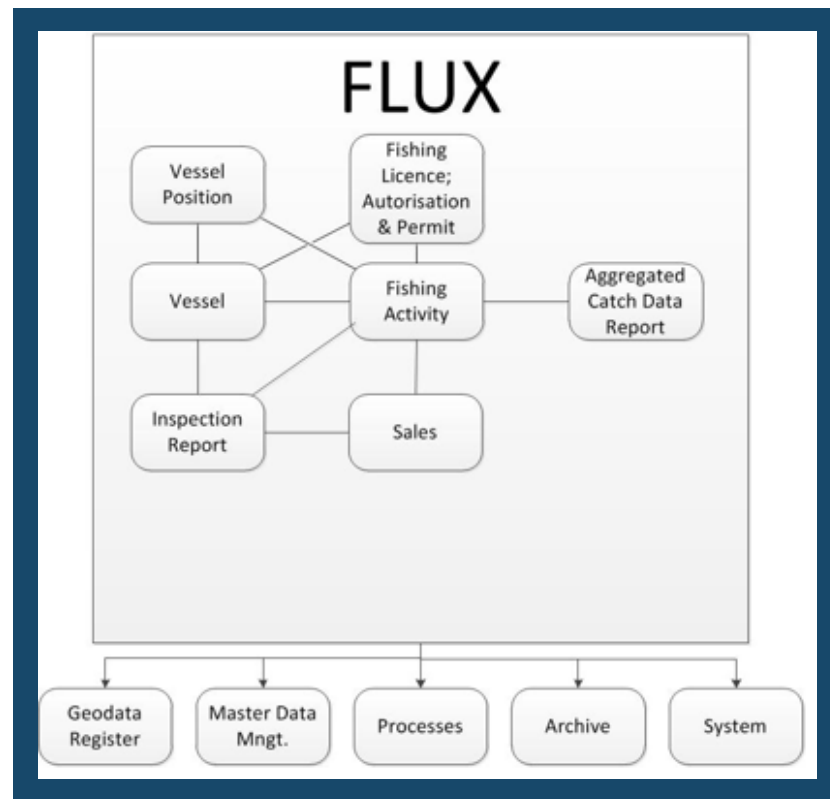 FLUX
Vessel
Position
Fishing
Licence;
Autorisation
& Permit
Vessel
Fishing
Activity
Aggregated
Catch Data
Report
Inspection
Report
Sales
Geodata
Register
Master Data
Mngt.
Processes
Archive
System